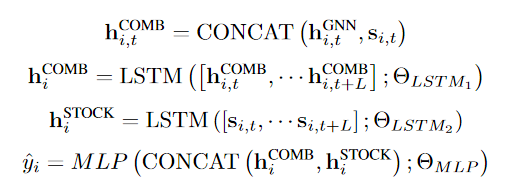 h_{i,t}^{COMB} = CONCAT (h_{i,t}^{GNN}, s_{i,t})
h_i^{COMB} = LSTM ([h_{i,t}^{COMB}, ⋯ h_{i,t+L}^{COMB}] ; Θ_{LSTM_1})
h_i^{STOCK} = LSTM ([s_{i,t}, ⋯ s_{i,t+L}] ; Θ_{LSTM_2})
ŷ_i = MLP (CONCAT (h_i^{COMB}, h_i^{STOCK}) ; Θ_{MLP})